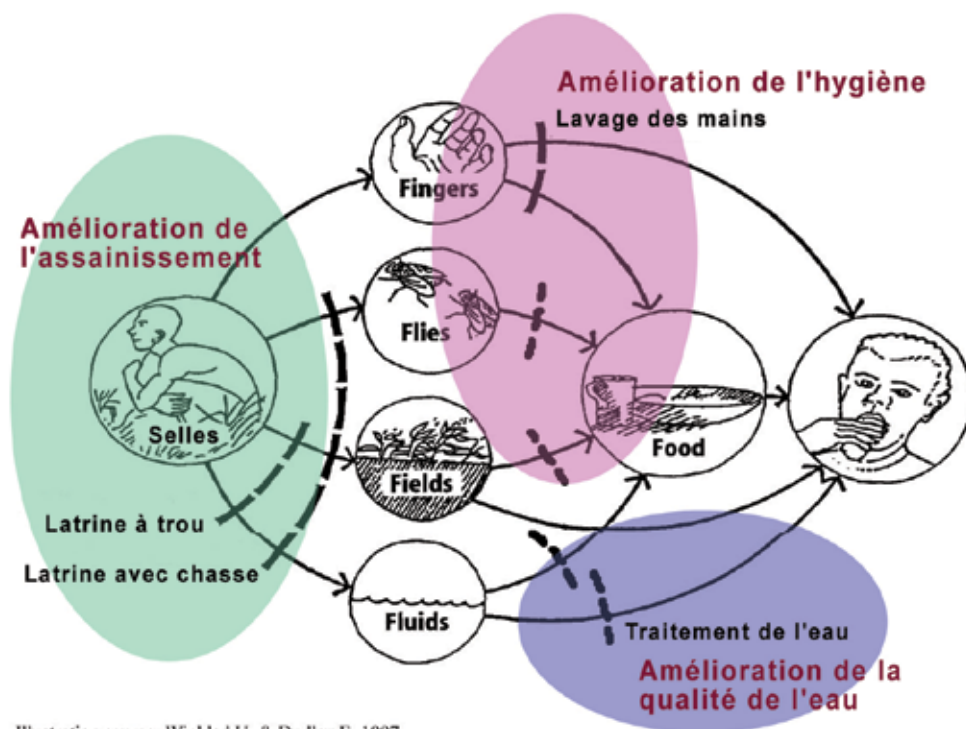 Amélioration de l'hygiène
Lavage des mains
Fingers
Amélioration de
l'assainissement
Flies
Selles
Food
Fields
Latrine à trou
Latrine avec chasse
Fluids
Traitement de l'eau
Amélioration de la
qualité de l'eau